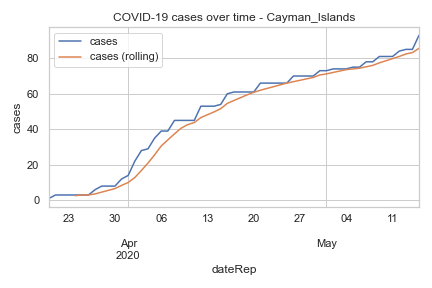 COVID-19 cases over time - Cayman_Islands
cases
cases (rolling)
80
60
40
20
0
cases
23 30 06 13 20 27 04 11
Apr May
2020
dateRep